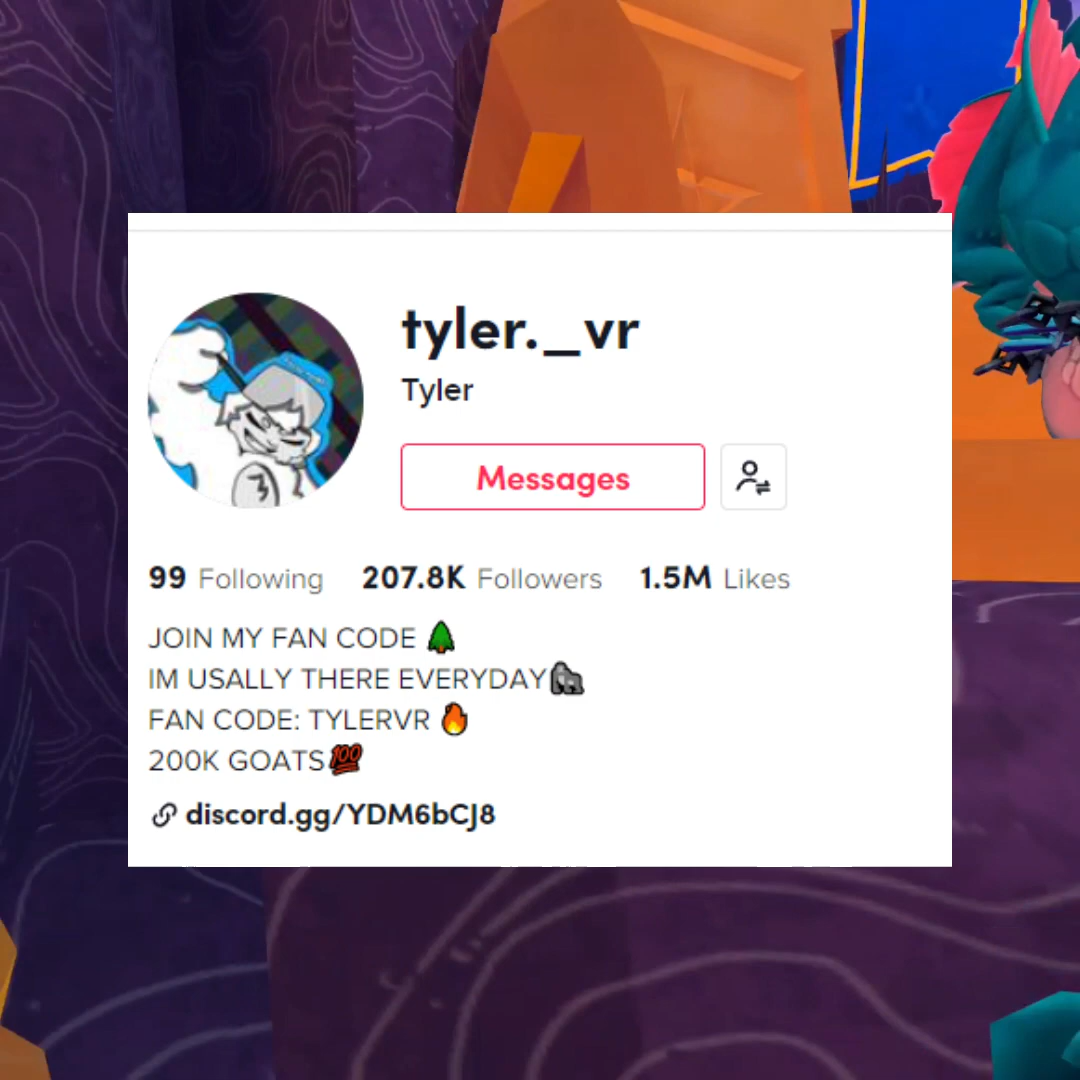 tyler._vr
Tyler
Messages
99 Following 207.8K Followers 1.5M Likes
JOIN MY FAN CODE 🌲
IM USALLY THERE EVERYDAY🦍
FAN CODE: TYLERVR 🔥
200K GOATS💯
discord.gg/YDM6bCJ8